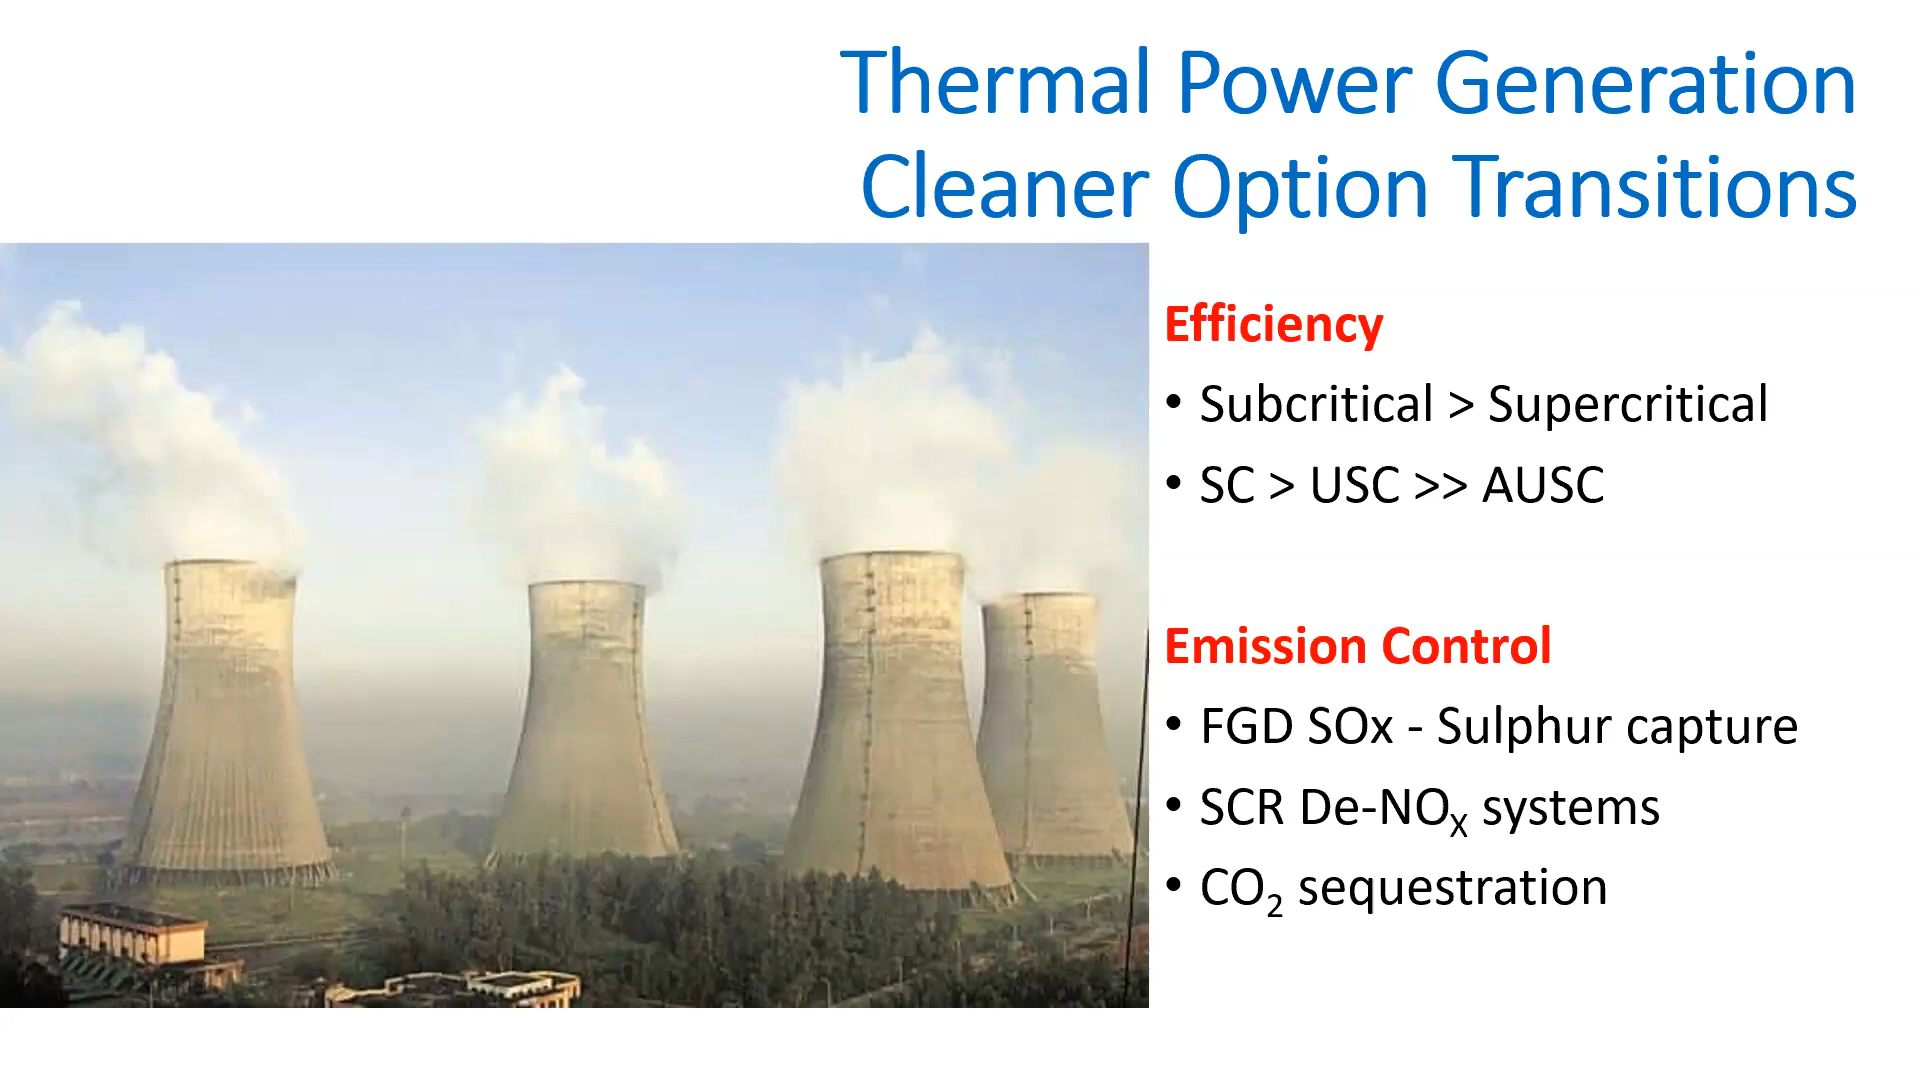 Thermal Power Generation
Cleaner Option Transitions
Efficiency
• Subcritical > Supercritical
• SC > USC >> AUSC
Emission Control
• FGD SOx - Sulphur capture
• SCR De-NOₓ systems
• CO₂ sequestration